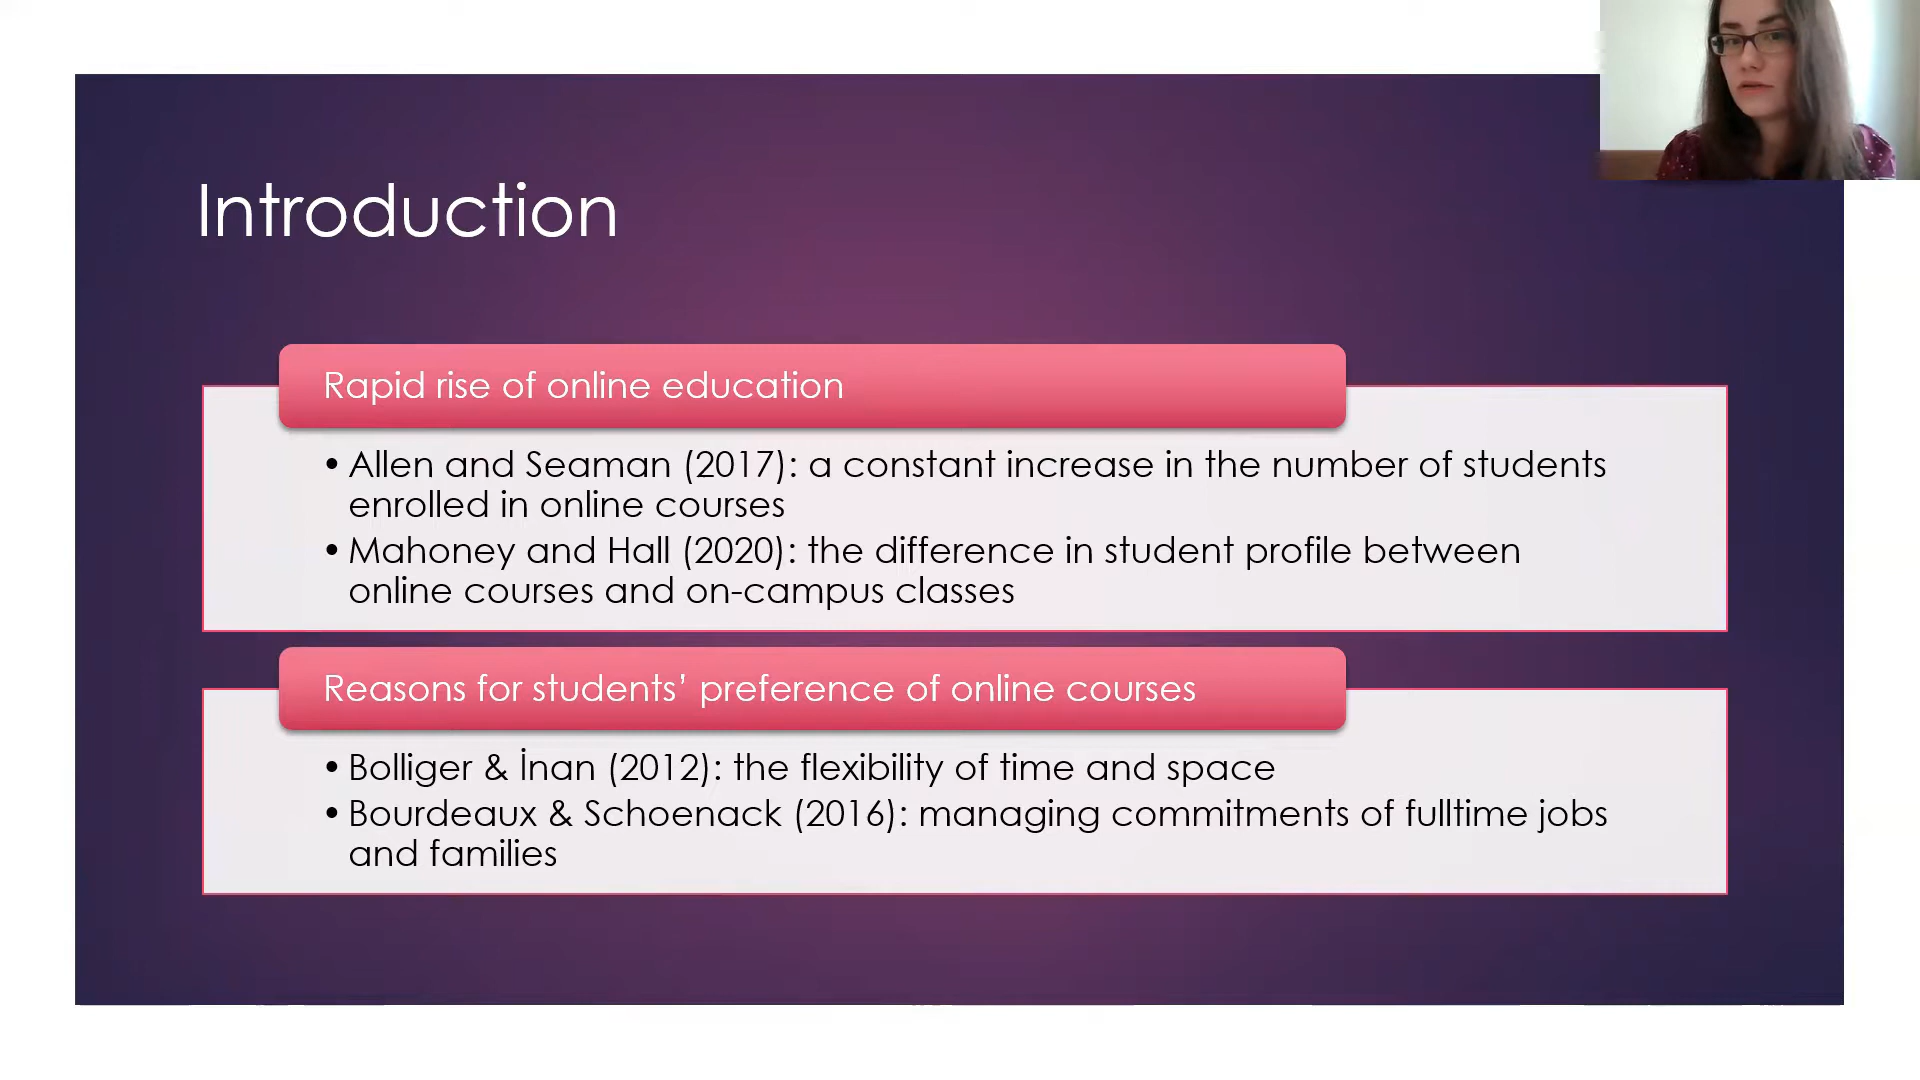 Introduction
Rapid rise of online education
• Allen and Seaman (2017): a constant increase in the number of students
enrolled in online courses
• Mahoney and Hall (2020): the difference in student profile between
online courses and on-campus classes
Reasons for students’ preference of online courses
• Bolliger & İnan (2012): the flexibility of time and space
• Bourdeaux & Schoenack (2016): managing commitments of fulltime jobs
and families